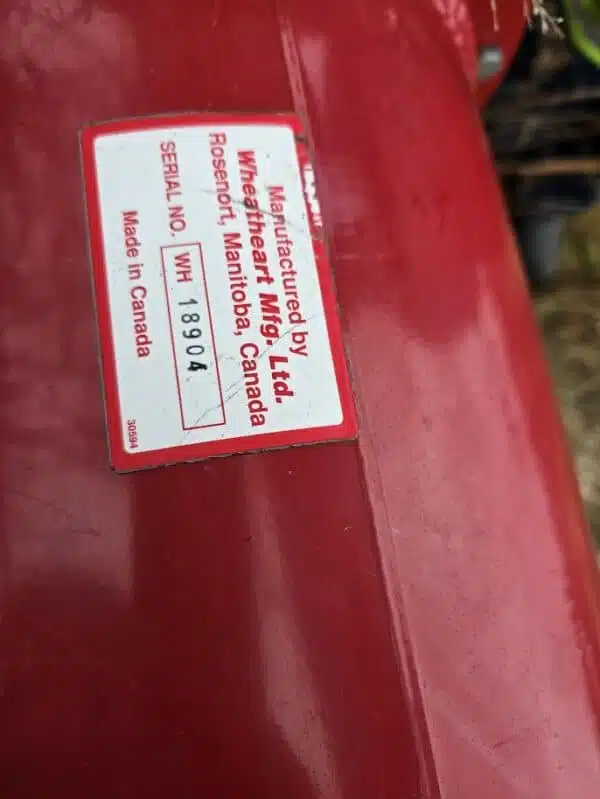 Manufactured by
Wheatheart Mfg. Ltd.
Rosenort, Manitoba, Canada
SERIAL NO. WH 18904
Made in Canada
30594